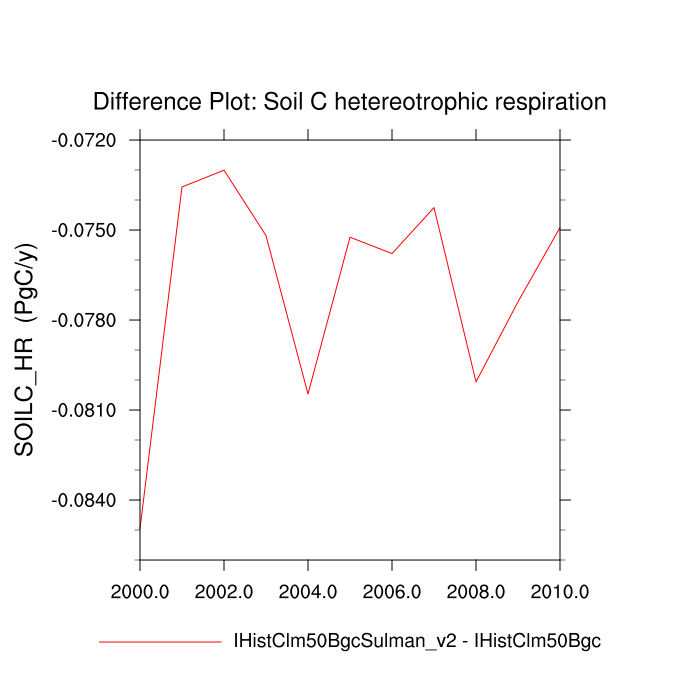 Difference Plot: Soil C hetereotrophic respiration
-0.0720
-0.0750
-0.0780
-0.0810
-0.0840
SOILC_HR (PgC/y)
2000.0 2002.0 2004.0 2006.0 2008.0 2010.0
IHistClm50BgcSulman_v2 - IHistClm50Bgc